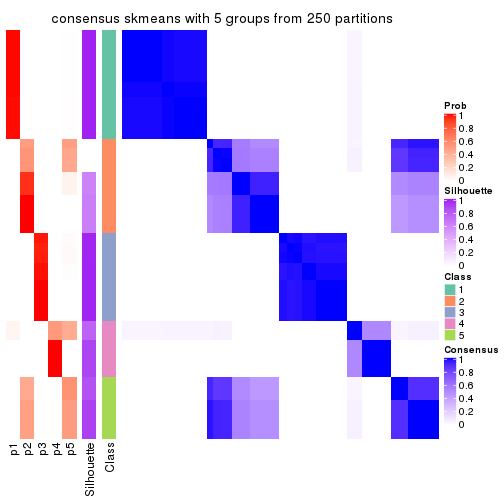 consensus skmeans with 5 groups from 250 partitions
Prob
1
0.8
0.6
0.4
0.2
0
Silhouette
1
0.8
0.6
0.4
0.2
0
Class
1
2
3
4
5
Consensus
1
0.8
0.6
0.4
0.2
0
p1
p2
p3
p4
p5
Silhouette
Class